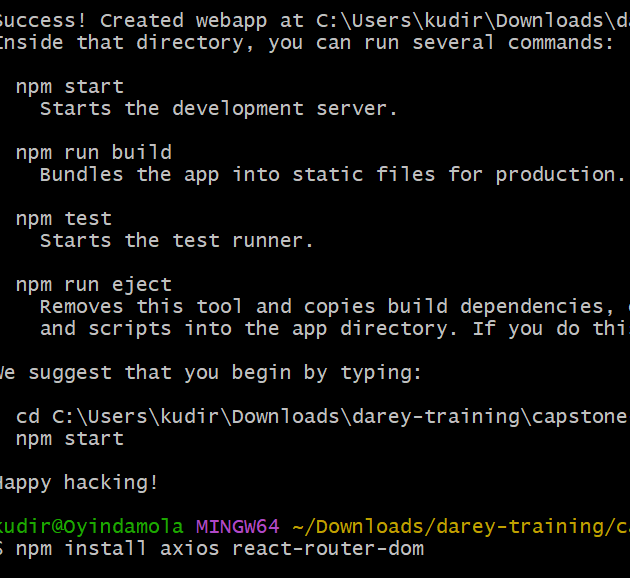 Success! Created webapp at C:\Users\kudir\Downloads\da
Inside that directory, you can run several commands:
npm start
Starts the development server.
npm run build
Bundles the app into static files for production.
npm test
Starts the test runner.
npm run eject
Removes this tool and copies build dependencies,
and scripts into the app directory. If you do thi
We suggest that you begin by typing:
cd C:\Users\kudir\Downloads\darey-training\capstone
npm start
Happy hacking!
kudir@Oyindamola MINGW64 ~/Downloads/darey-training/ca
$ npm install axios react-router-dom